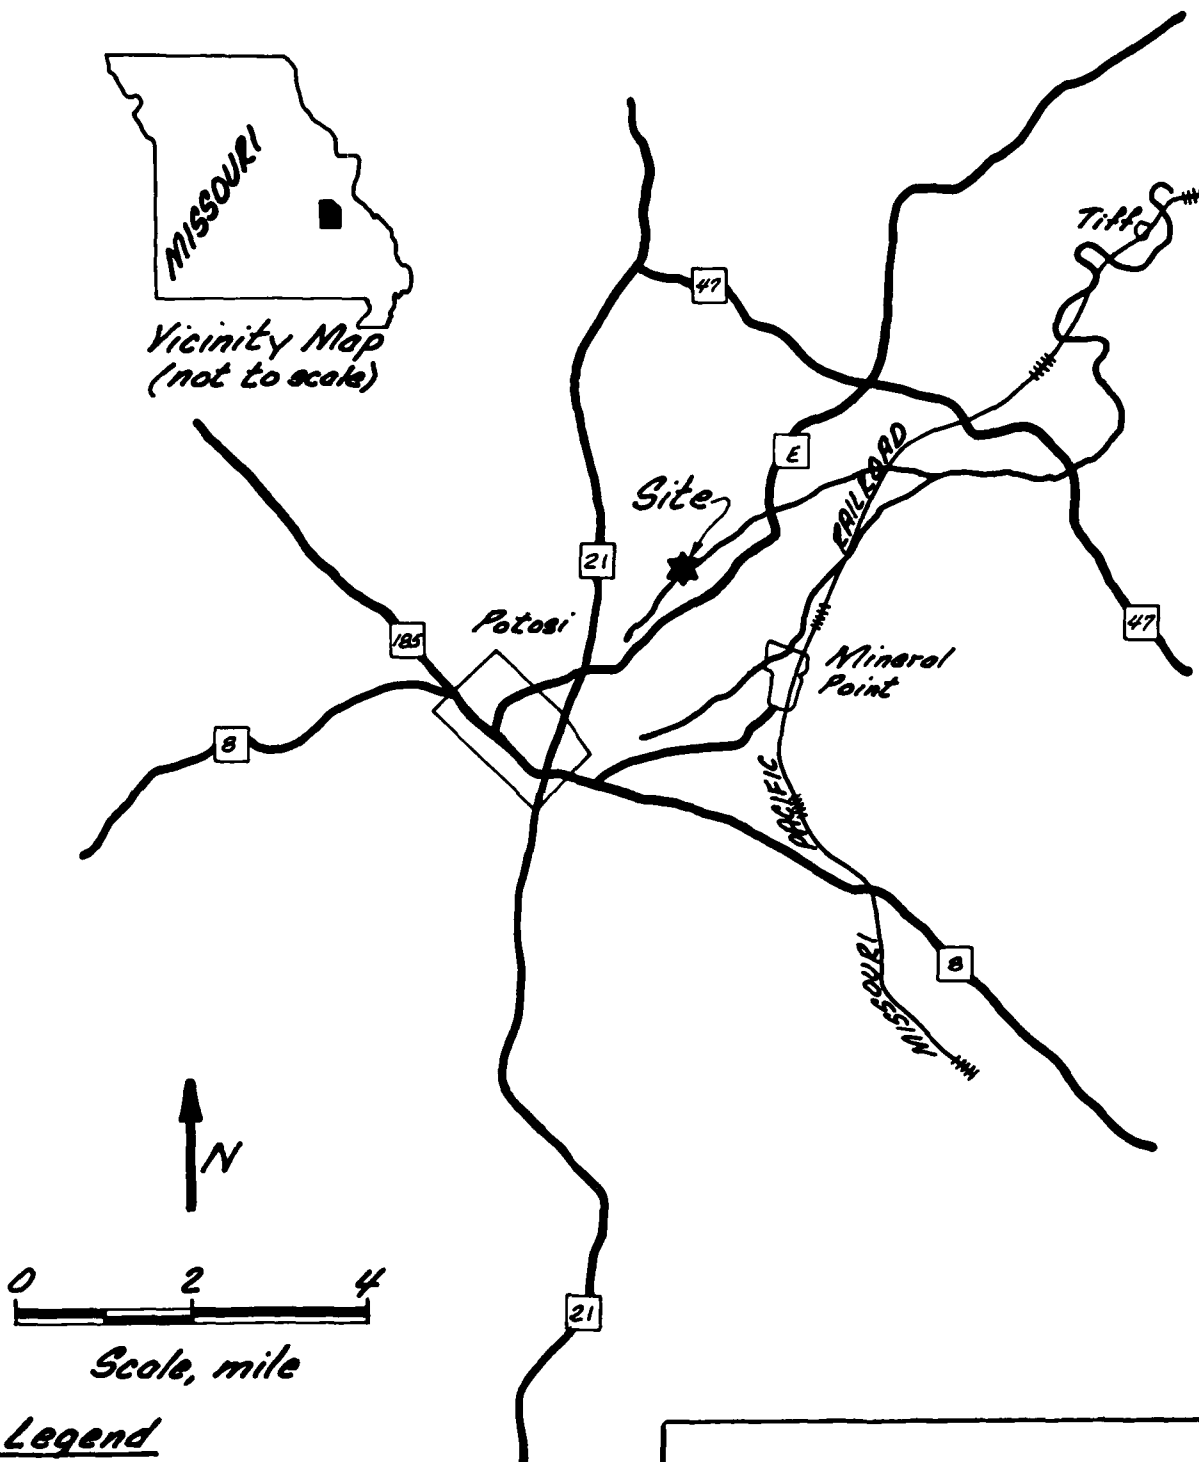 MISSOURI
Vicinity Map
(not to scale)
Tiff
47
E
RAILROAD
Site
21
Potosi
185
47
Mineral
Point
8
PACIFIC
MISSOURI
8
N
0 2 4
21
Scale, mile
Legend